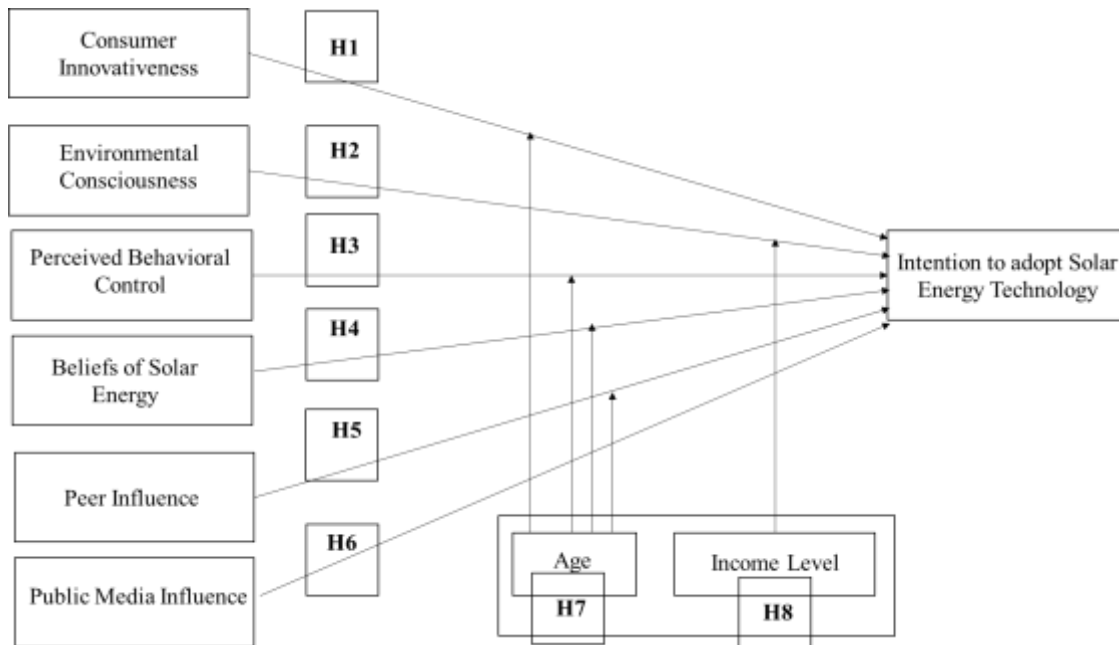 Consumer
Innovativeness
H1
Environmental
Consciousness
H2
Perceived Behavioral
Control
H3
Beliefs of Solar
Energy
H4
Peer Influence
H5
Public Media Influence
H6
Intention to adopt Solar
Energy Technology
Age
H7
Income Level
H8